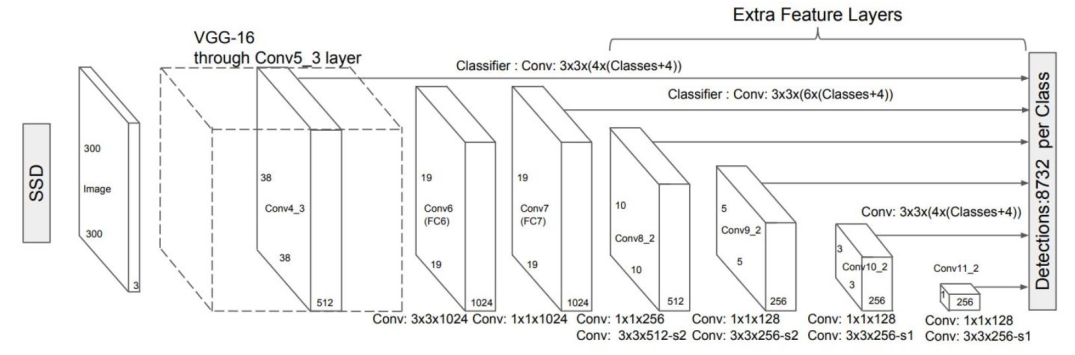 Extra Feature Layers
VGG-16
through Conv5_3 layer
Classifier : Conv: 3x3x(4x(Classes+4))
Classifier : Conv: 3x3x(6x(Classes+4))
SSD
300
Image
300
3
38
Conv4_3
38
512
19
Conv6
(FC6)
19
1024
19
Conv7
(FC7)
19
1024
10
Conv8_2
10
512
5
Conv9_2
5
256
Conv: 3x3x(4x(Classes+4))
3
Conv10_2
3
256
Conv11_2
1
256
Detections:8732 per Class
Conv: 3x3x1024
Conv: 1x1x1024
Conv: 1x1x256
Conv: 3x3x512-s2
Conv: 1x1x128
Conv: 3x3x256-s2
Conv: 1x1x128
Conv: 3x3x256-s1
Conv: 1x1x128
Conv: 3x3x256-s1